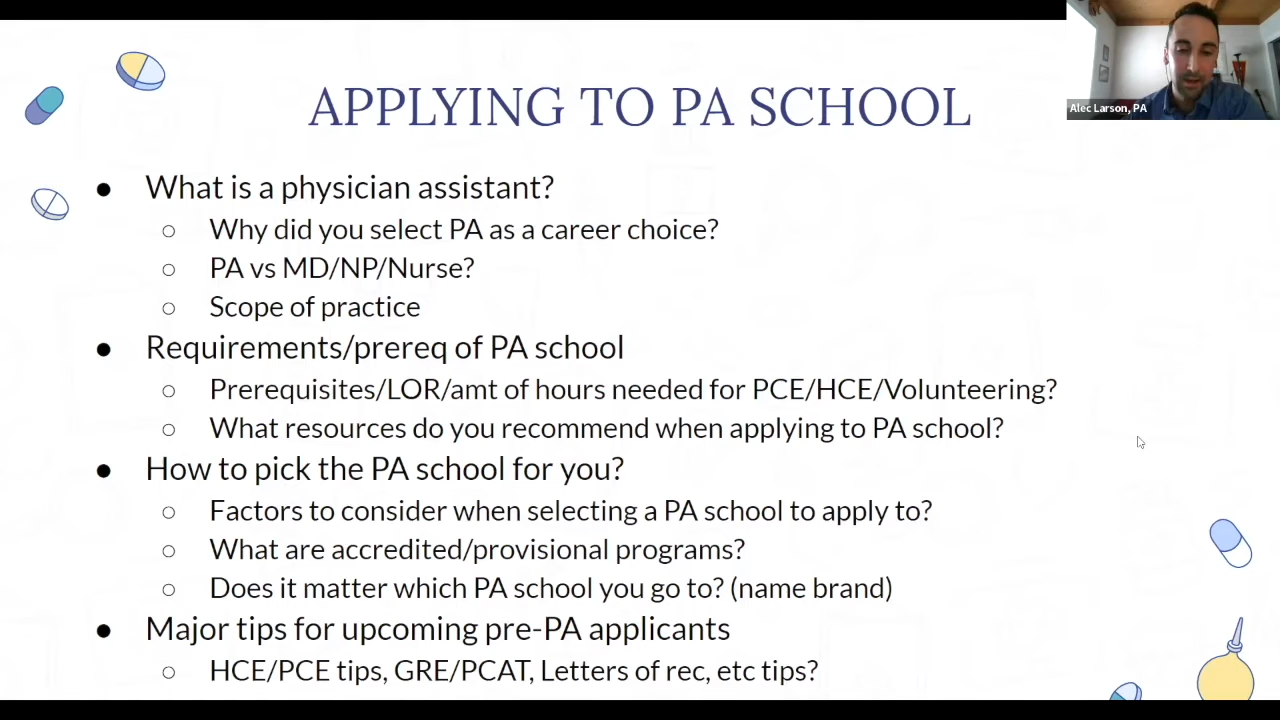 APPLYING TO PA SCHOOL
Alec Larson, PA
● What is a physician assistant?
○ Why did you select PA as a career choice?
○ PA vs MD/NP/Nurse?
○ Scope of practice
● Requirements/prereq of PA school
○ Prerequisites/LOR/amt of hours needed for PCE/HCE/Volunteering?
○ What resources do you recommend when applying to PA school?
● How to pick the PA school for you?
○ Factors to consider when selecting a PA school to apply to?
○ What are accredited/provisional programs?
○ Does it matter which PA school you go to? (name brand)
● Major tips for upcoming pre-PA applicants
○ HCE/PCE tips, GRE/PCAT, Letters of rec, etc tips?